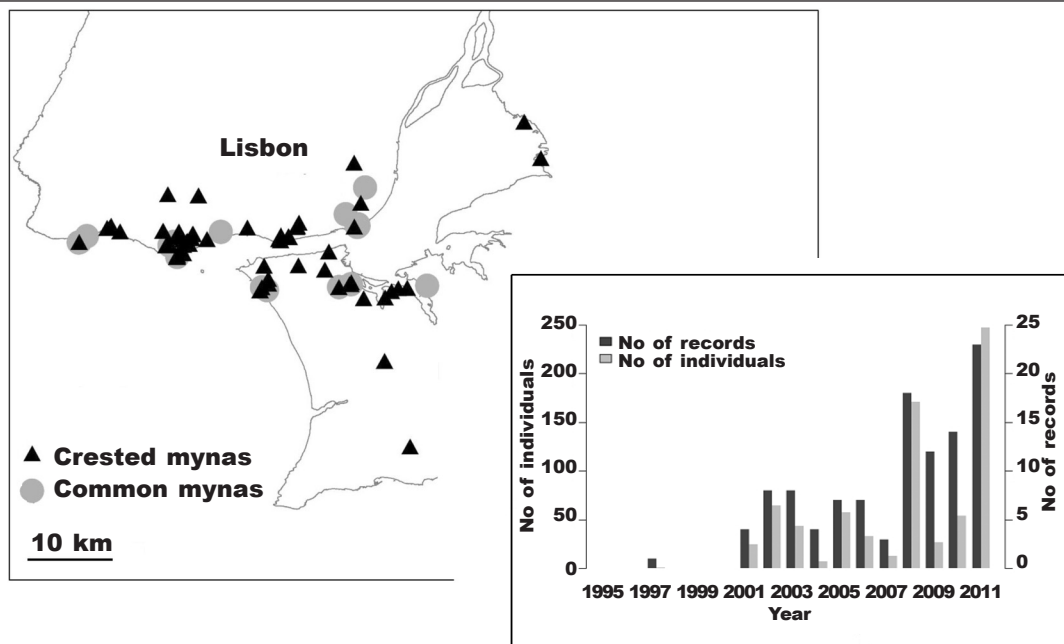 Lisbon
Crested mynas
Common mynas
10 km
250
200
150
100
50
0
No of individuals
No of records
No of individuals
25
20
15
10
5
0
No of records
1995 1997 1999 2001 2003 2005 2007 2009 2011
Year